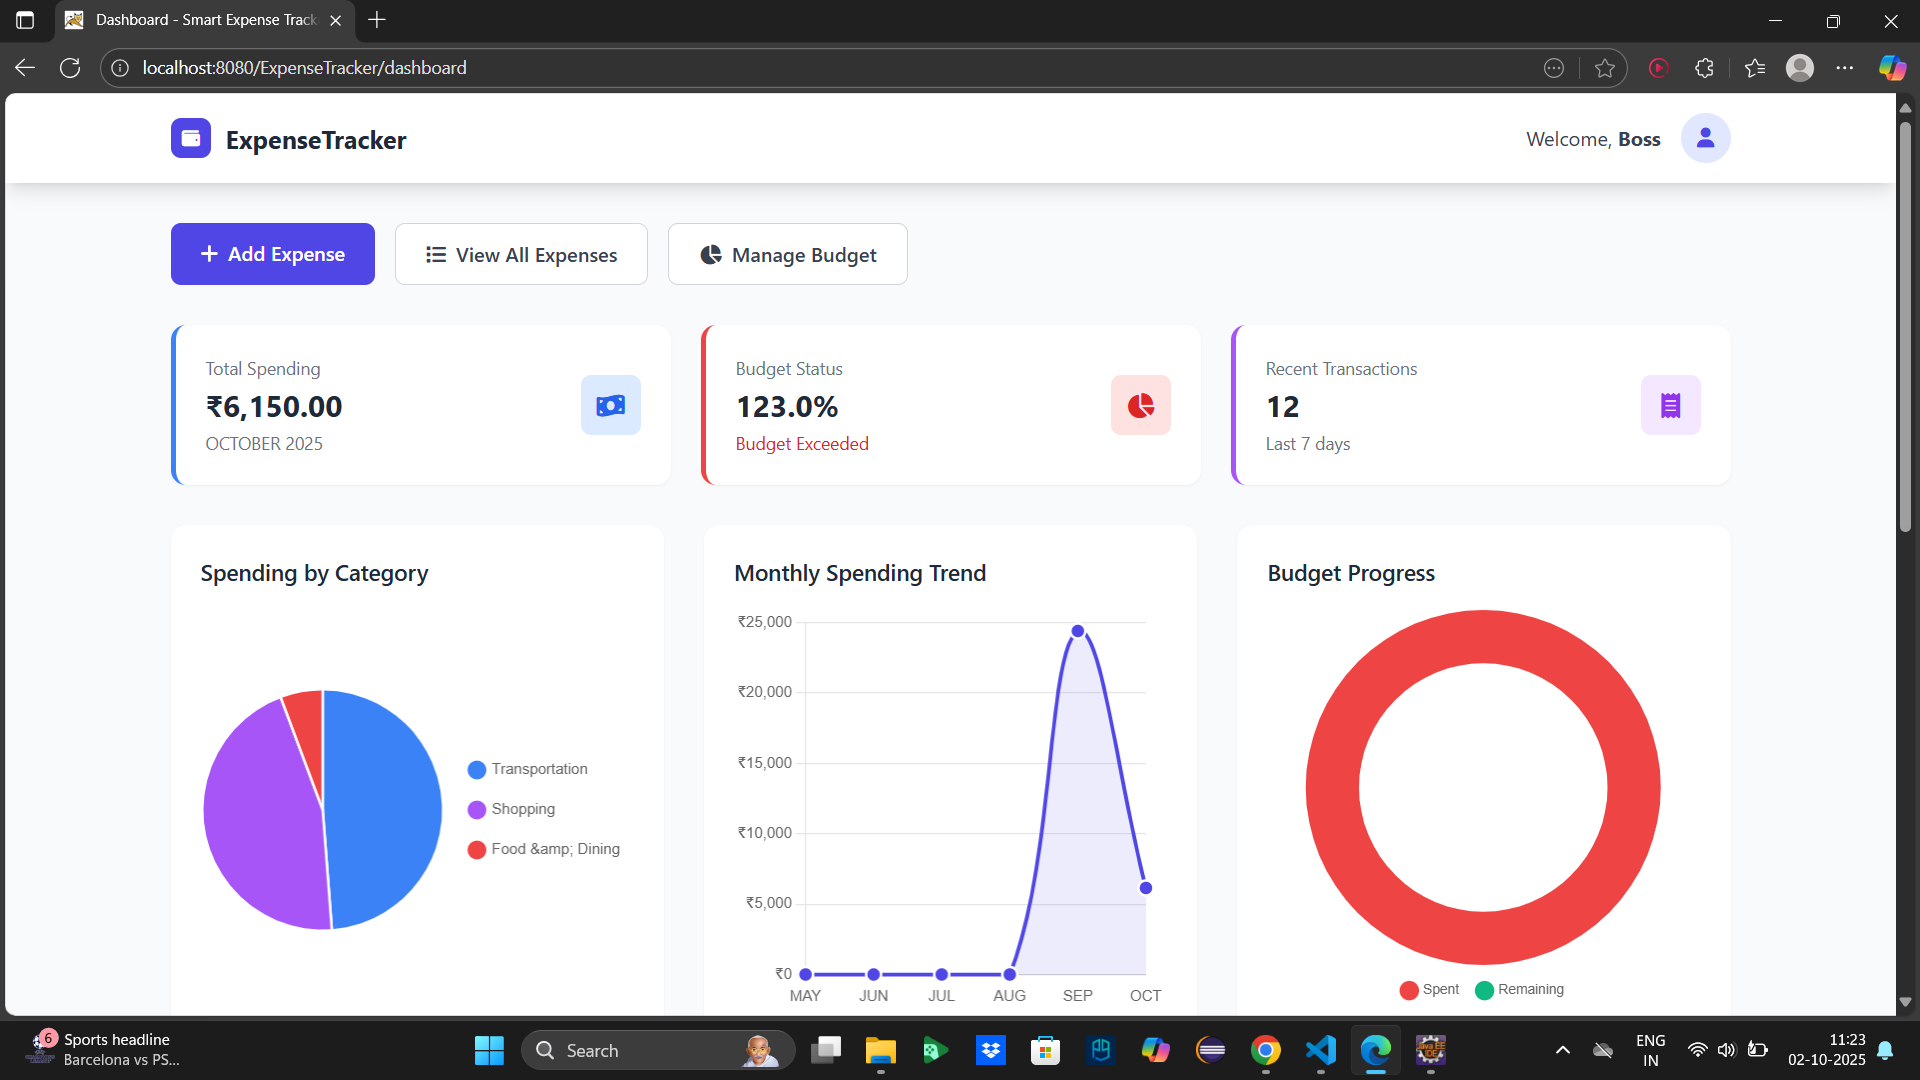 Dashboard - Smart Expense Track
localhost:8080/ExpenseTracker/dashboard
ExpenseTracker
Welcome, Boss
Add Expense
View All Expenses
Manage Budget
Total Spending
₹6,150.00
OCTOBER 2025
Budget Status
123.0%
Budget Exceeded
Recent Transactions
12
Last 7 days
Spending by Category
Transportation
Shopping
Food &amp; Dining
Monthly Spending Trend
₹25,000
₹20,000
₹15,000
₹10,000
₹5,000
₹0
MAY JUN JUL AUG SEP OCT
Budget Progress
Spent Remaining
6
Sports headline
Barcelona vs PS...
Search
Java EE
IDE
ENG
IN
11:23
02-10-2025